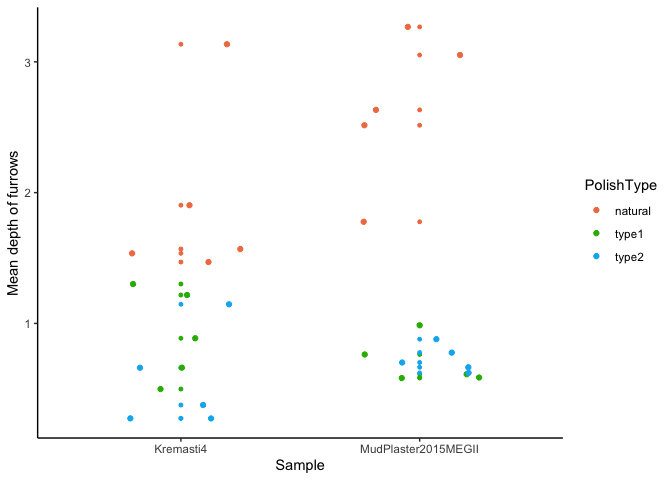 Mean depth of furrows
3
2
1
Kremasti4
MudPlaster2015MEGII
Sample
PolishType
natural
type1
type2